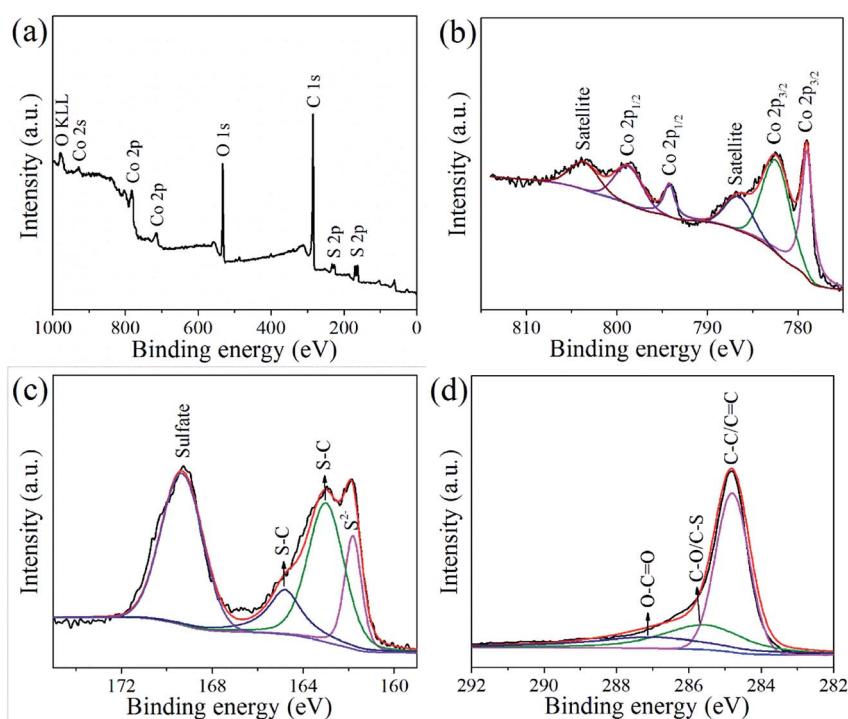 (a)
Intensity (a.u.)
O KLL
Co 2s
Co 2p
Co 2p
O 1s
C 1s
S 2p
S 2p
1000 800 600 400 200 0
Binding energy (eV)
(b)
Intensity (a.u.)
Satellite
Co 2p1/2
Co 2p1/2
Satellite
Co 2p3/2
Co 2p3/2
810 800 790 780
Binding energy (eV)
(c)
Intensity (a.u.)
Sulfate
S-C
S-C
S2-
172 168 164 160
Binding energy (eV)
(d)
Intensity (a.u.)
O-C=O
C-O/C-S
C-C/C=C
292 290 288 286 284 282
Binding energy (eV)